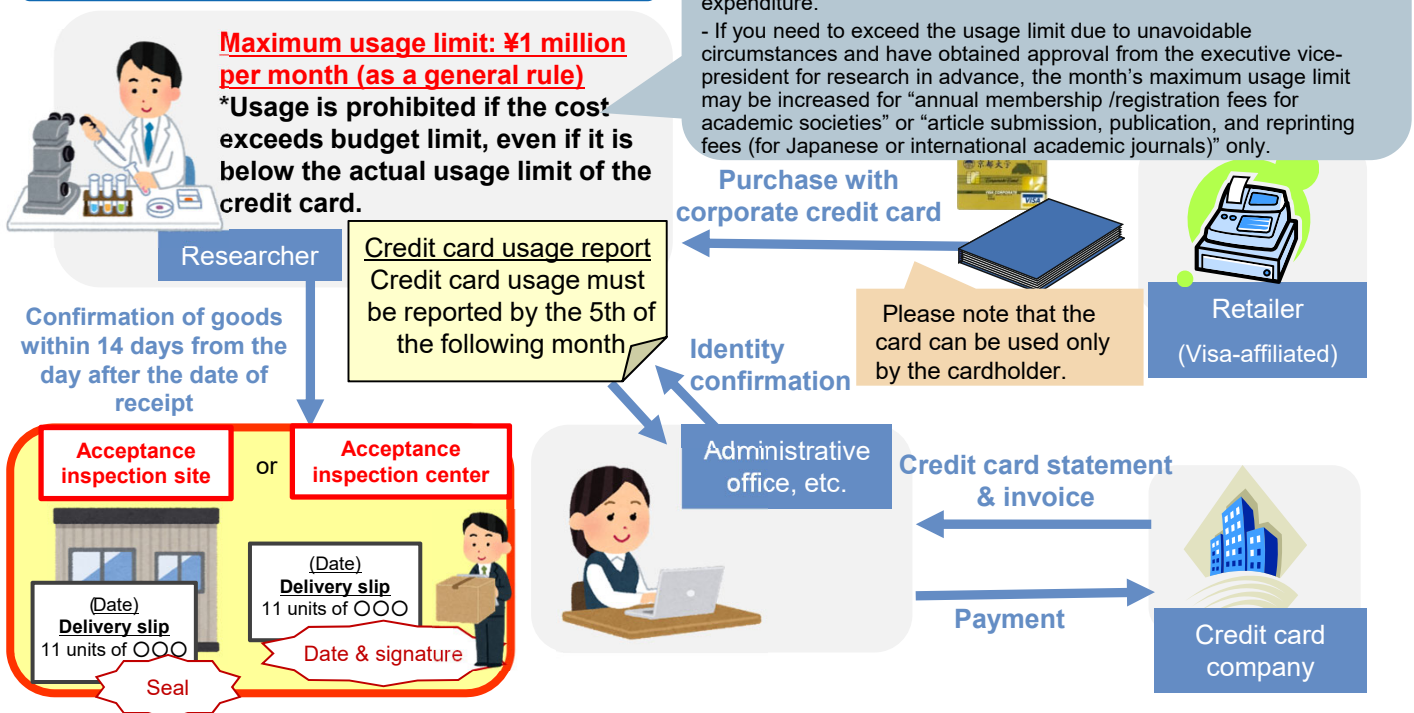 expenditure.
- If you need to exceed the usage limit due to unavoidable
circumstances and have obtained approval from the executive vice-
president for research in advance, the month's maximum usage limit
may be increased for “annual membership /registration fees for
academic societies” or “article submission, publication, and reprinting
fees (for Japanese or international academic journals)” only.
Maximum usage limit: ¥1 million
per month (as a general rule)
*Usage is prohibited if the cost
exceeds budget limit, even if it is
below the actual usage limit of the
credit card.
Researcher
Purchase with
corporate credit card
京都大学
VISA
Retailer
(Visa-affiliated)
Please note that the
card can be used only
by the cardholder.
Credit card usage report
Credit card usage must
be reported by the 5th of
the following month
Identity
confirmation
Confirmation of goods
within 14 days from the
day after the date of
receipt
Acceptance
inspection site
or
Acceptance
inspection center
(Date)
Delivery slip
11 units of 〇〇〇
Seal
(Date)
Delivery slip
11 units of 〇〇〇
Date & signature
Administrative
office, etc.
Credit card statement
& invoice
Payment
Credit card
company